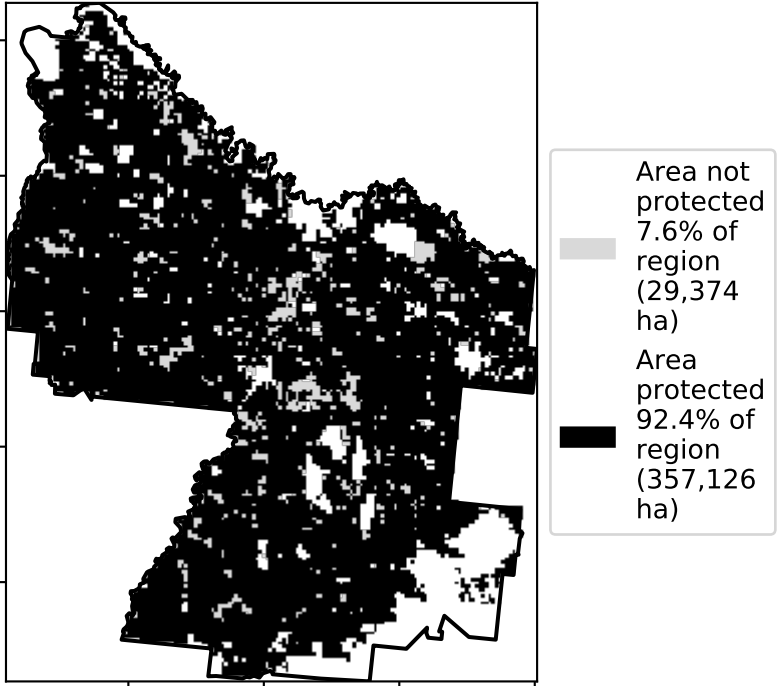 Area not
protected
7.6% of
region
(29,374
ha)
Area
protected
92.4% of
region
(357,126
ha)